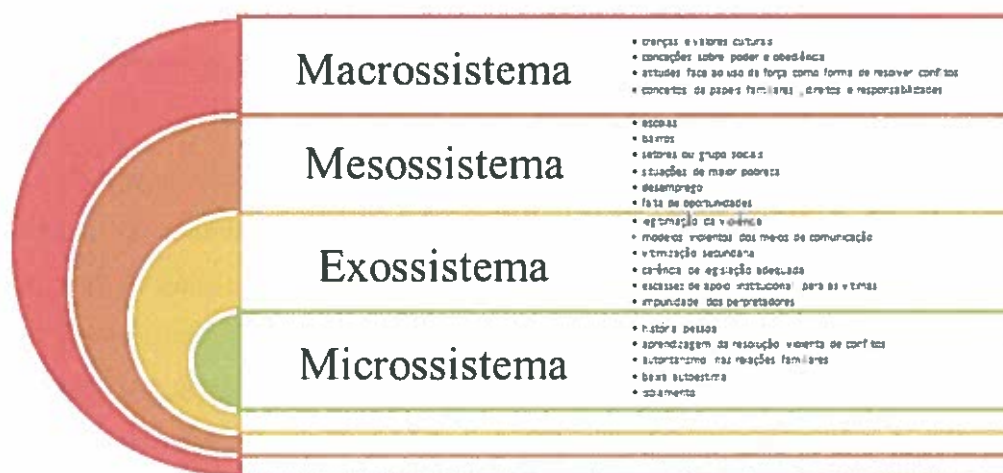 Macrossistema
• crenças e valores culturais
• conceções sobre poder e obediência
• atitudes face ao uso da força como forma de resolver conflitos
• conceitos de papeis familiares, direitos e responsabilidades
Mesossistema
• escolas
• bairros
• setores ou grupo sociais
• situações de maior pobreza
• desemprego
• falta de oportunidades
Exossistema
• legitimação da violência
• modelos violentos dos meios de comunicação
• vitimização secundária
• carência de legislação adequada
• escassez de apoio institucional para as vítimas
• impunidade dos perpretadores
Microssistema
• história pessoal
• aprendizagem da resolução violenta de conflitos
• autoritarismo nas relações familiares
• baixa autoestima
• isolamento